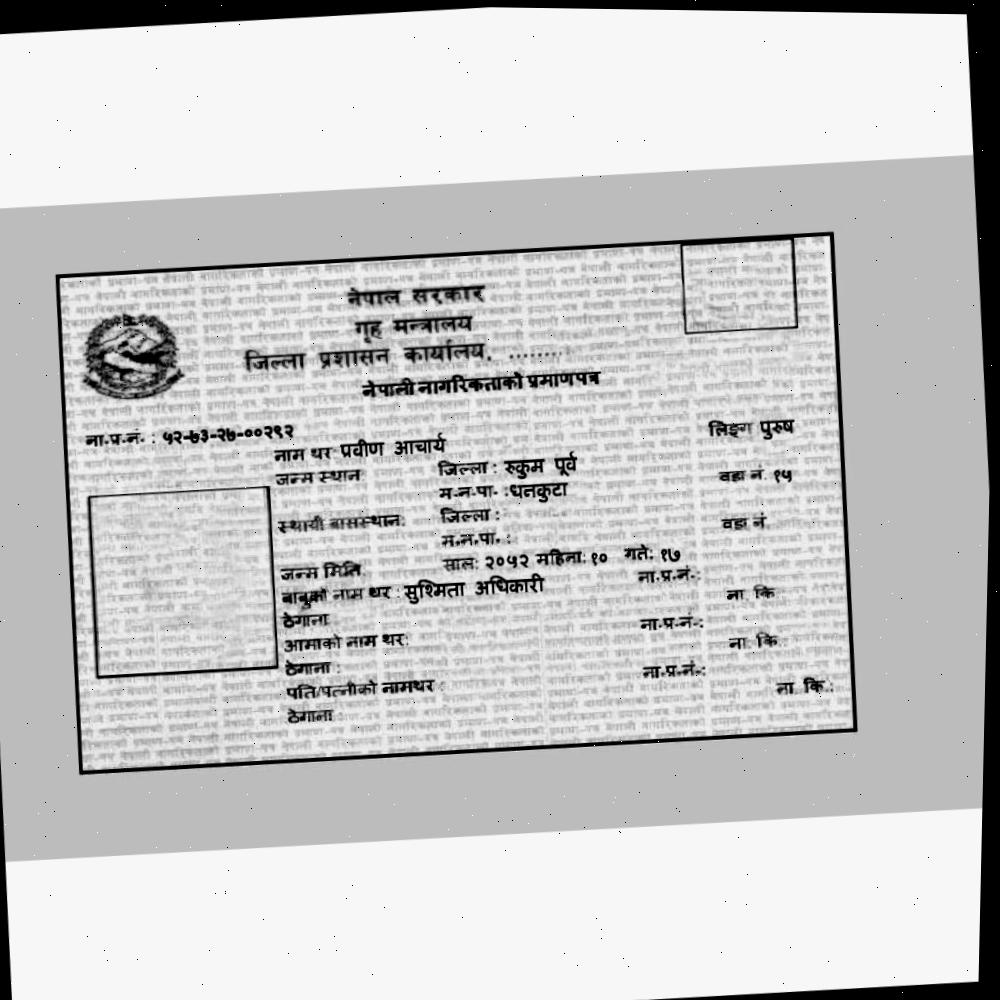 नेपाल सरकार
गृह मन्त्रालय
जिल्ला प्रशासन कार्यालय, ........
नेपाली नागरिकताको प्रमाणपत्र
ना.प्र.नं. : ५२-७३-२७-००२९२
लिङ्ग पुरुष
नाम थर प्रवीण आचार्य
जन्म स्थान: जिल्ला : रुकुम पूर्व वडा नं. १५
म.न.पा. :धनकुटा
स्थायी बासस्थान: जिल्ला : वडा नं.
म.न.पा. :
जन्म मिति: साल: २०५२ महिना: १० गते: १७
बाबुको नाम थर : सुश्मिता अधिकारी ना.प्र.नं.:
ठेगाना : ना. कि.:
आमाको नाम थर: ना.प्र.नं.:
ठेगाना : ना. कि.:
पति/पत्नीको नामथर : ना.प्र.नं.:
ठेगाना : ना. कि.: